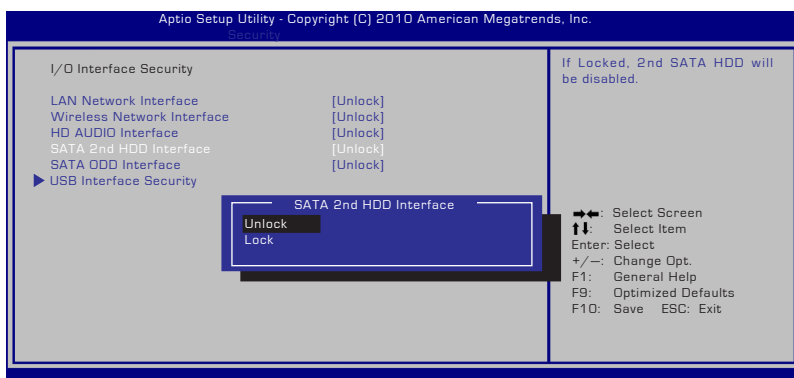 Aptio Setup Utility - Copyright (C) 2010 American Megatrends, Inc.
Security
I/O Interface Security
LAN Network Interface [Unlock]
Wireless Network Interface [Unlock]
HD AUDIO Interface [Unlock]
SATA 2nd HDD Interface [Unlock]
SATA ODD Interface [Unlock]
USB Interface Security
SATA 2nd HDD Interface
Unlock
Lock
If Locked, 2nd SATA HDD will
be disabled.
→←: Select Screen
↑↓: Select Item
Enter: Select
+/—: Change Opt.
F1: General Help
F9: Optimized Defaults
F10: Save ESC: Exit